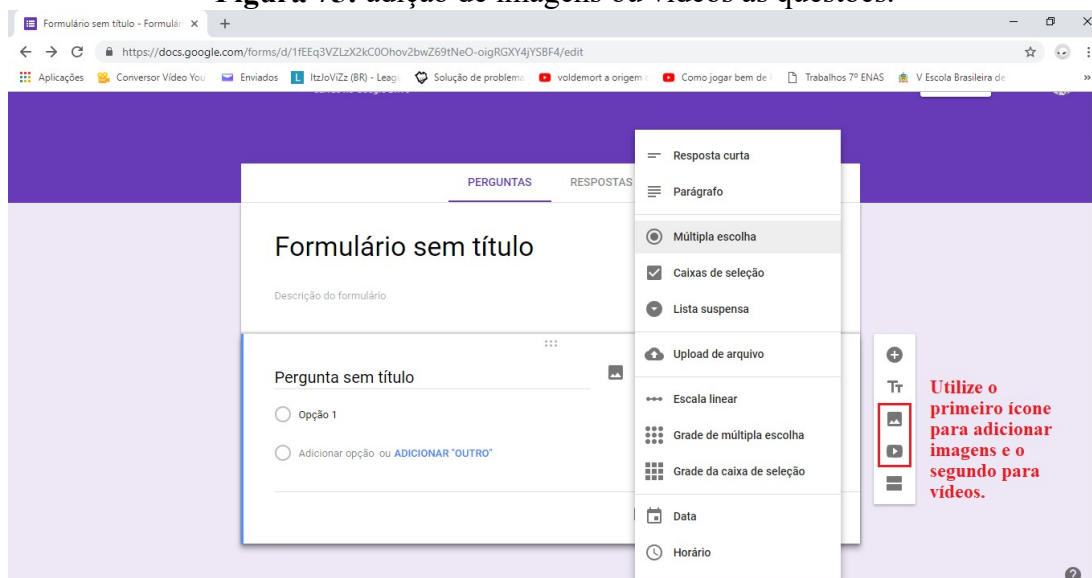 Figura 75: adição de imagens ou vídeos às questões.
Formulário sem título - Formulár
https://docs.google.com/forms/d/1fEEq3VZLzX2kC0Ohov2bwZ69tNeO-oigRGXY4jYSBF4/edit
Aplicações Conversor Vídeo You Enviados ItzJoViZz (BR) - Leag Solução de problema voldemort a origem Como jogar bem de Trabalhos 7º ENAS V Escola Brasileira de »
PERGUNTAS RESPOSTAS
Formulário sem título
Descrição do formulário
Pergunta sem título
Opção 1
Adicionar opção ou ADICIONAR "OUTRO"
Resposta curta
Parágrafo
Múltipla escolha
Caixas de seleção
Lista suspensa
Upload de arquivo
Escala linear
Grade de múltipla escolha
Grade da caixa de seleção
Data
Horário
Tт
Utilize o
primeiro ícone
para adicionar
imagens e o
segundo para
vídeos.